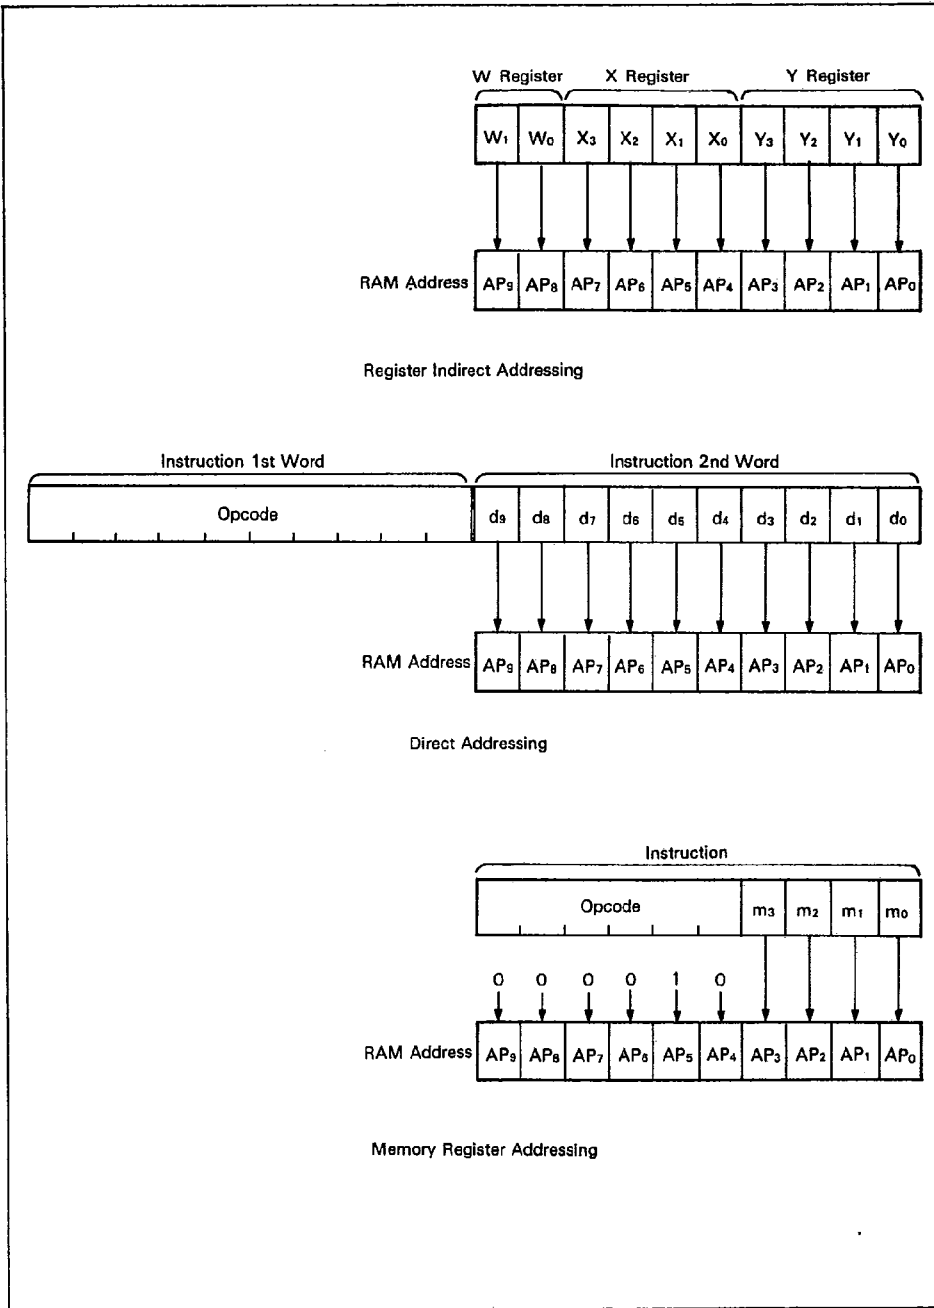 W Register X Register Y Register
W₁ W₀ X₃ X₂ X₁ X₀ Y₃ Y₂ Y₁ Y₀
RAM Address AP₉ AP₈ AP₇ AP₆ AP₅ AP₄ AP₃ AP₂ AP₁ AP₀
Register Indirect Addressing
Instruction 1st Word Instruction 2nd Word
Opcode d₉ d₈ d₇ d₆ d₅ d₄ d₃ d₂ d₁ d₀
RAM Address AP₉ AP₈ AP₇ AP₆ AP₅ AP₄ AP₃ AP₂ AP₁ AP₀
Direct Addressing
Instruction
Opcode m₃ m₂ m₁ m₀
0 0 0 0 1 0
RAM Address AP₉ AP₈ AP₇ AP₆ AP₅ AP₄ AP₃ AP₂ AP₁ AP₀
Memory Register Addressing